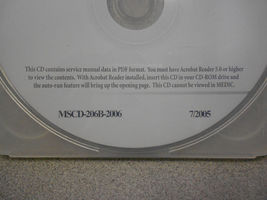 This CD contains service manual data in PDF format. You must have Acrobat Reader 5.0 or higher
to view the contents. With Acrobat Reader installed, insert this CD in your CD-ROM drive and
the auto-run feature will bring up the opening page. This CD cannot be viewed in MEDIC.
MSCD-206B-2006 7/2005